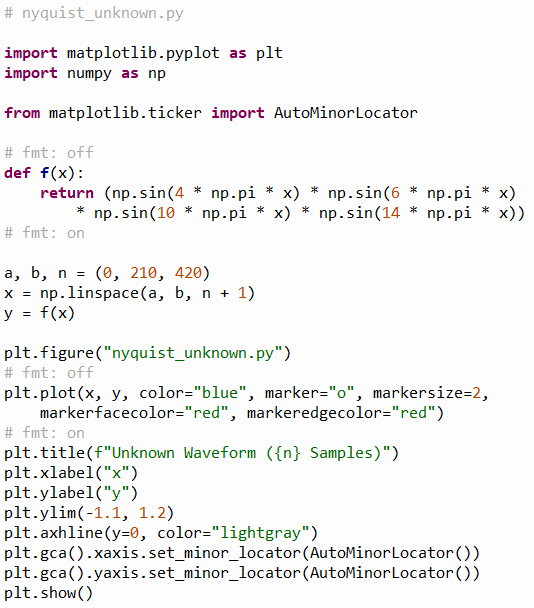 # nyquist_unknown.py

import matplotlib.pyplot as plt
import numpy as np

from matplotlib.ticker import AutoMinorLocator

# fmt: off
def f(x):
    return (np.sin(4 * np.pi * x) * np.sin(6 * np.pi * x)
        * np.sin(10 * np.pi * x) * np.sin(14 * np.pi * x))
# fmt: on

a, b, n = (0, 210, 420)
x = np.linspace(a, b, n + 1)
y = f(x)

plt.figure("nyquist_unknown.py")
# fmt: off
plt.plot(x, y, color="blue", marker="o", markersize=2,
    markerfacecolor="red", markeredgecolor="red")
# fmt: on
plt.title(f"Unknown Waveform ({n} Samples)")
plt.xlabel("x")
plt.ylabel("y")
plt.ylim(-1.1, 1.2)
plt.axhline(y=0, color="lightgray")
plt.gca().xaxis.set_minor_locator(AutoMinorLocator())
plt.gca().yaxis.set_minor_locator(AutoMinorLocator())
plt.show()